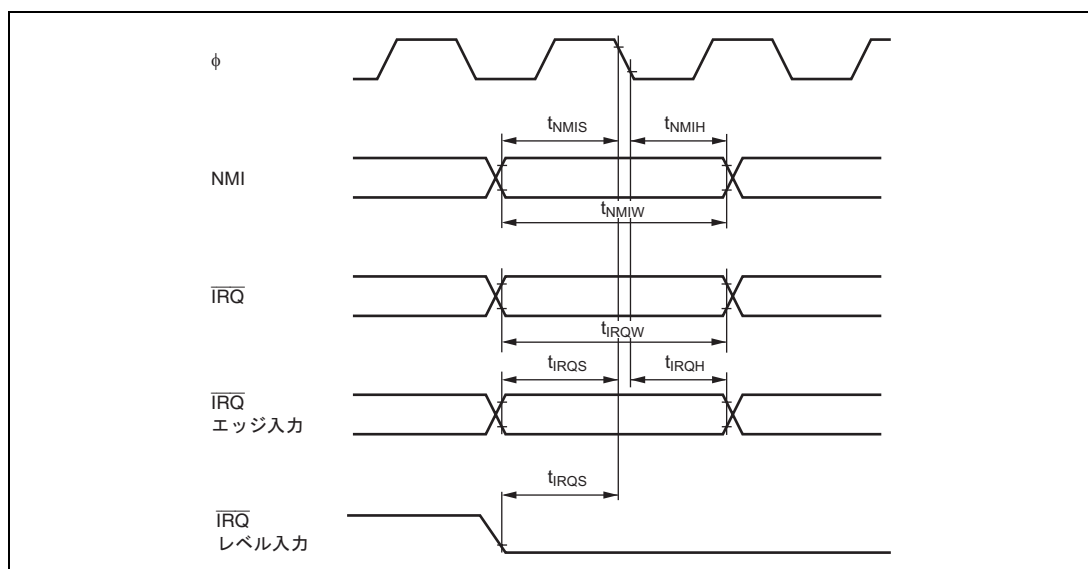 φ
tNMIS
tNMIH
NMI
tNMIW
IRQ
tIRQW
tIRQS
tIRQH
IRQ
エッジ入力
tIRQS
IRQ
レベル入力